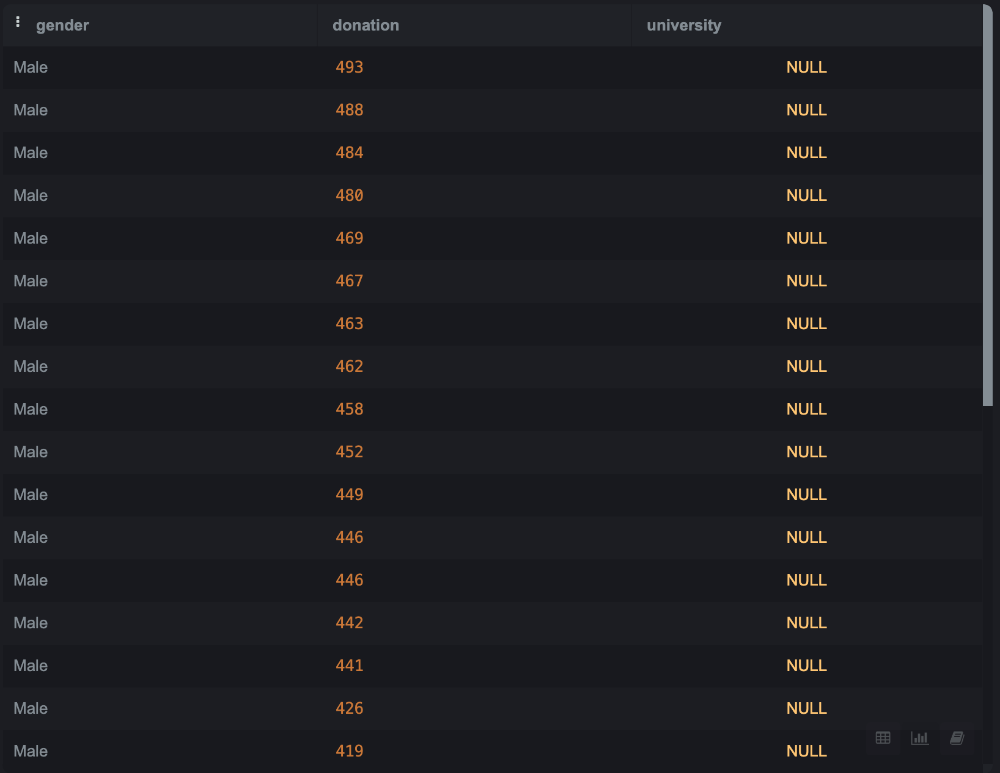 gender donation university
Male 493 NULL
Male 488 NULL
Male 484 NULL
Male 480 NULL
Male 469 NULL
Male 467 NULL
Male 463 NULL
Male 462 NULL
Male 458 NULL
Male 452 NULL
Male 449 NULL
Male 446 NULL
Male 446 NULL
Male 442 NULL
Male 441 NULL
Male 426 NULL
Male 419 NULL